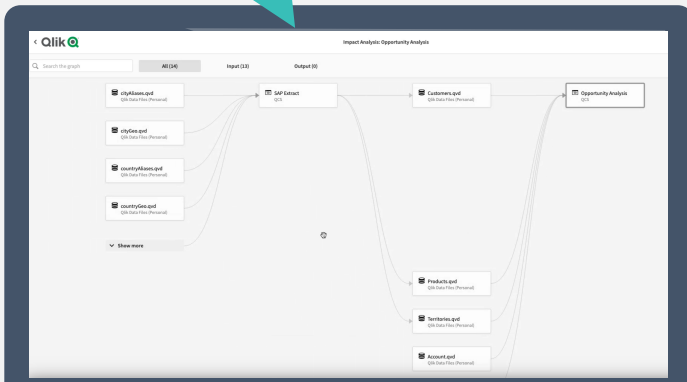 Qlik Q
Impact Analysis: Opportunity Analysis
Search the graph
All (14)
Input (13)
Output (0)
cityAliases.qvd
Qlik Data Files (Personal)
SAP Extract
QCS
Customers.qvd
Qlik Data Files (Personal)
Opportunity Analysis
QCS
cityGeo.qvd
Qlik Data Files (Personal)
countryAliases.qvd
Qlik Data Files (Personal)
countryGeo.qvd
Qlik Data Files (Personal)
Show more
Products.qvd
Qlik Data Files (Personal)
Territories.qvd
Qlik Data Files (Personal)
Account.qvd
Qlik Data Files (Personal)